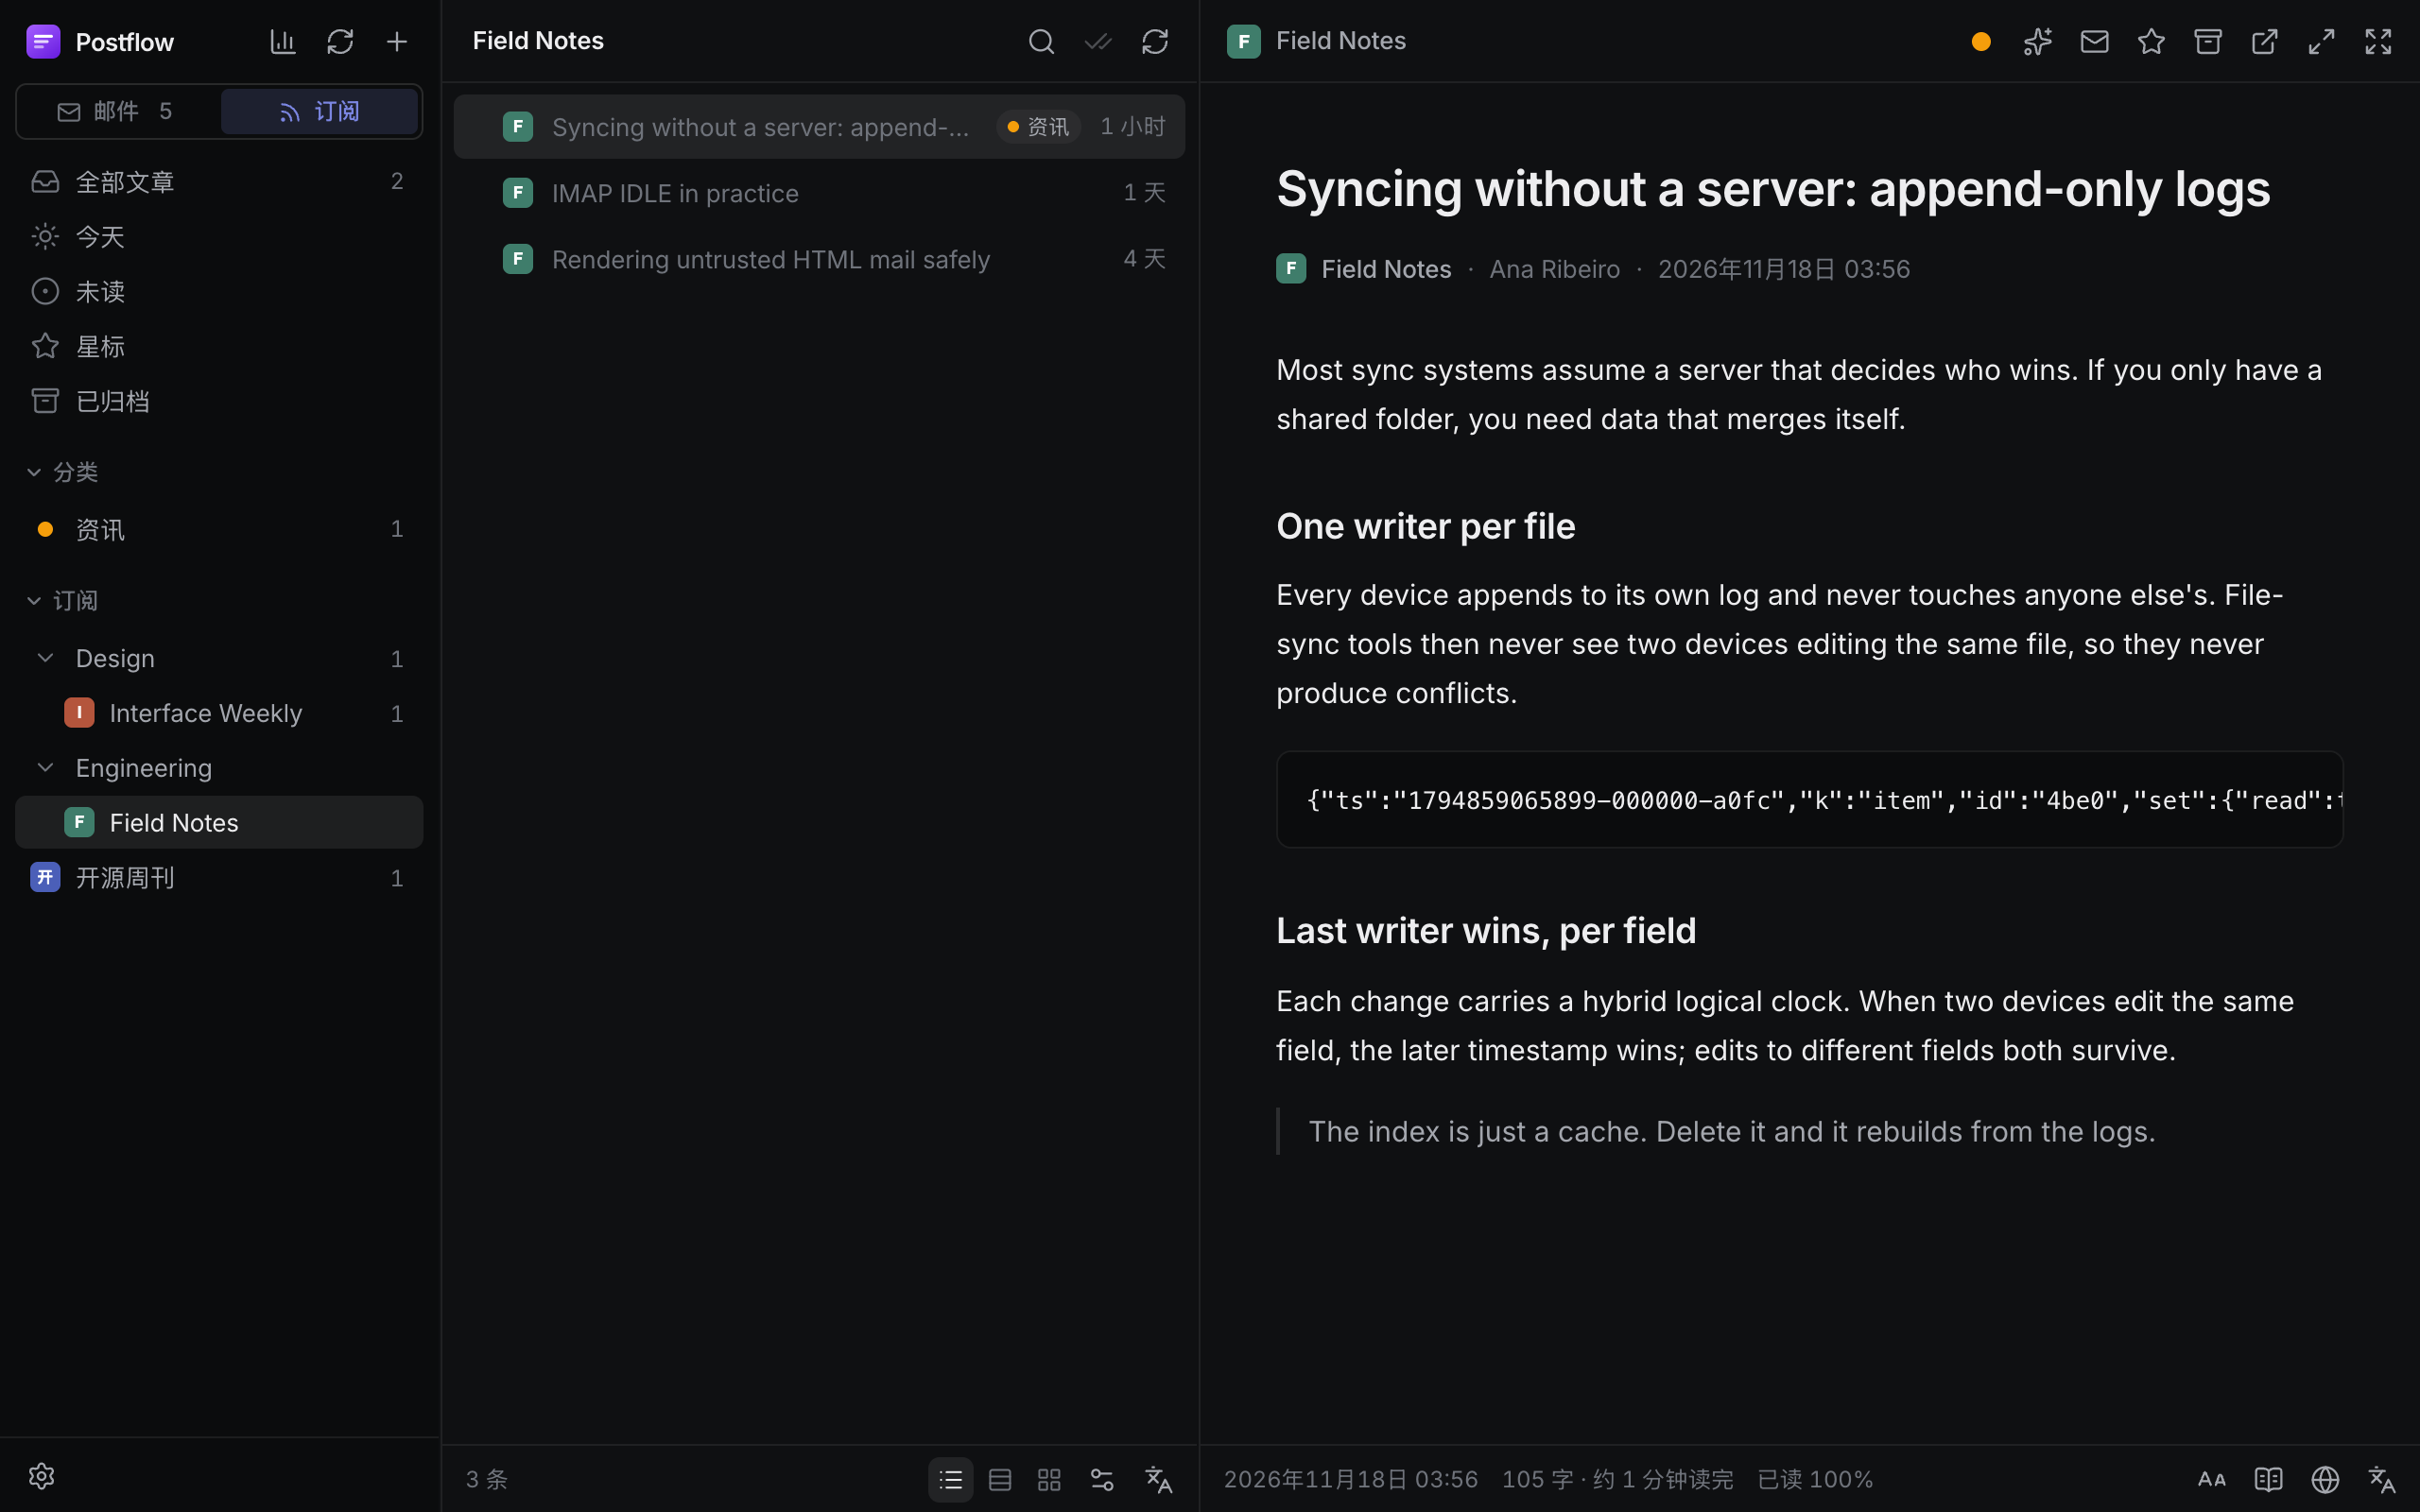 Postflow
邮件 5
订阅
全部文章 2
今天
未读
星标
已归档
分类
资讯 1
订阅
Design 1
I Interface Weekly 1
Engineering
F Field Notes
开 开源周刊 1
Field Notes
F Syncing without a server: append-... 资讯 1 小时
F IMAP IDLE in practice 1 天
F Rendering untrusted HTML mail safely 4 天
3 条
F Field Notes
Syncing without a server: append-only logs
F Field Notes · Ana Ribeiro · 2026年11月18日 03:56
Most sync systems assume a server that decides who wins. If you only have a
shared folder, you need data that merges itself.
One writer per file
Every device appends to its own log and never touches anyone else's. File-
sync tools then never see two devices editing the same file, so they never
produce conflicts.
{"ts":"1794859065899-000000-a0fc","k":"item","id":"4be0","set":{"read":t
Last writer wins, per field
Each change carries a hybrid logical clock. When two devices edit the same
field, the later timestamp wins; edits to different fields both survive.
The index is just a cache. Delete it and it rebuilds from the logs.
2026年11月18日 03:56 105 字 · 约 1 分钟读完 已读 100%